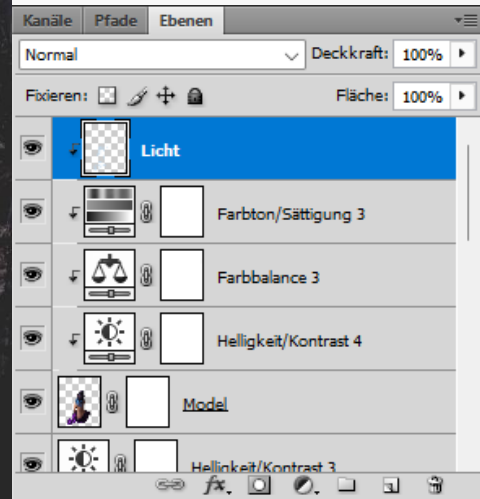 Kanäle Pfade Ebenen
Normal Deckkraft: 100%
Fixieren: Fläche: 100%
Licht
Farbton/Sättigung 3
Farbbalance 3
Helligkeit/Kontrast 4
Model
Helligkeit/Kontrast 3
fx.